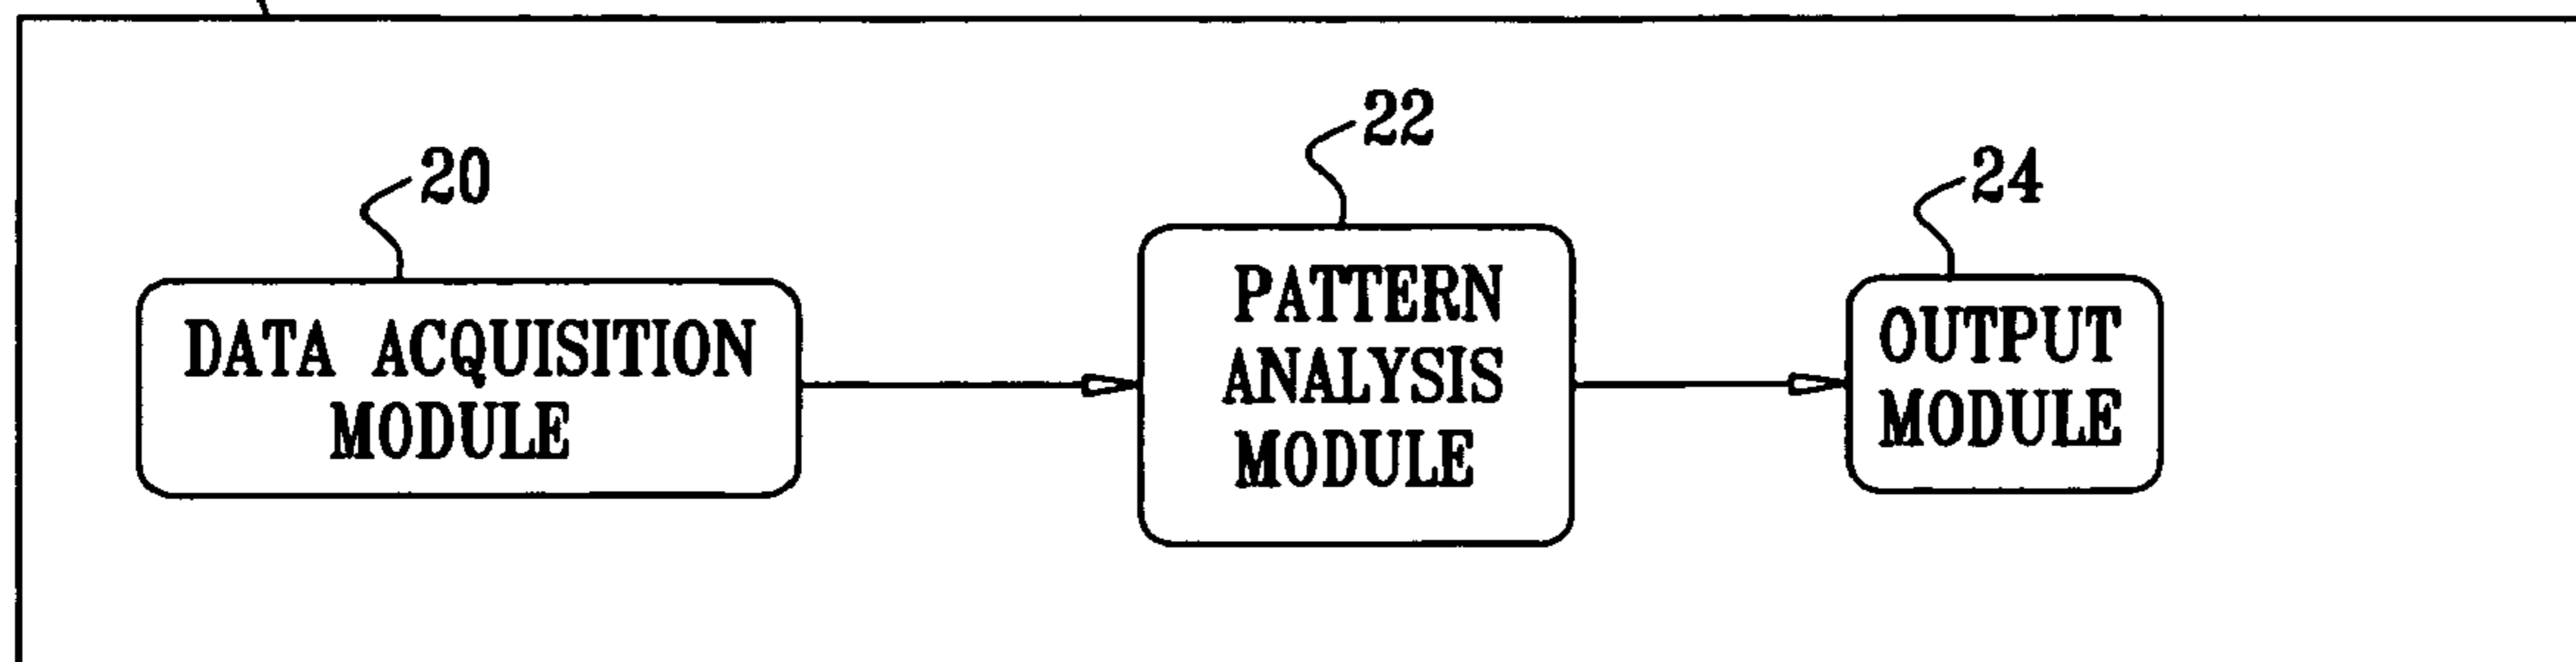 20
22
24
DATA ACQUISITION
MODULE
PATTERN
ANALYSIS
MODULE
OUTPUT
MODULE